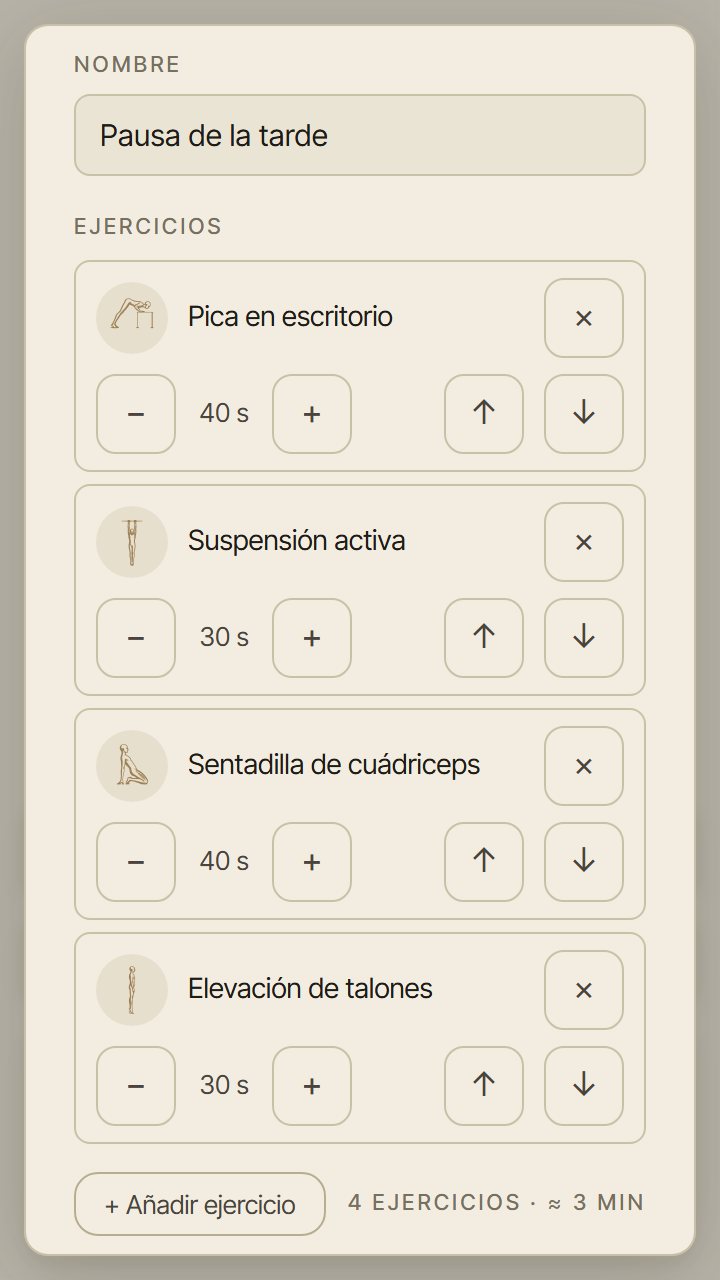 NOMBRE
Pausa de la tarde
EJERCICIOS
Pica en escritorio ×
− 40 s + ↑ ↓
Suspensión activa ×
− 30 s + ↑ ↓
Sentadilla de cuádriceps ×
− 40 s + ↑ ↓
Elevación de talones ×
− 30 s + ↑ ↓
+ Añadir ejercicio 4 EJERCICIOS · ≈ 3 MIN